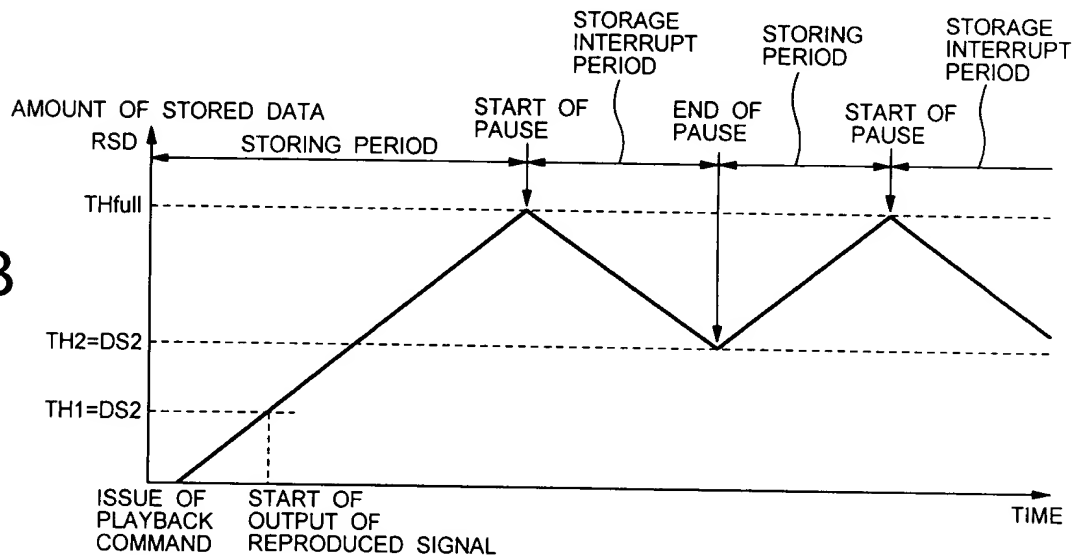 STORAGE
INTERRUPT
PERIOD
STORING
PERIOD
STORAGE
INTERRUPT
PERIOD
AMOUNT OF STORED DATA
RSD
STORING PERIOD
START OF
PAUSE
END OF
PAUSE
START OF
PAUSE
THfull
TH2=DS2
TH1=DS2
ISSUE OF
PLAYBACK
COMMAND
START OF
OUTPUT OF
REPRODUCED SIGNAL
TIME